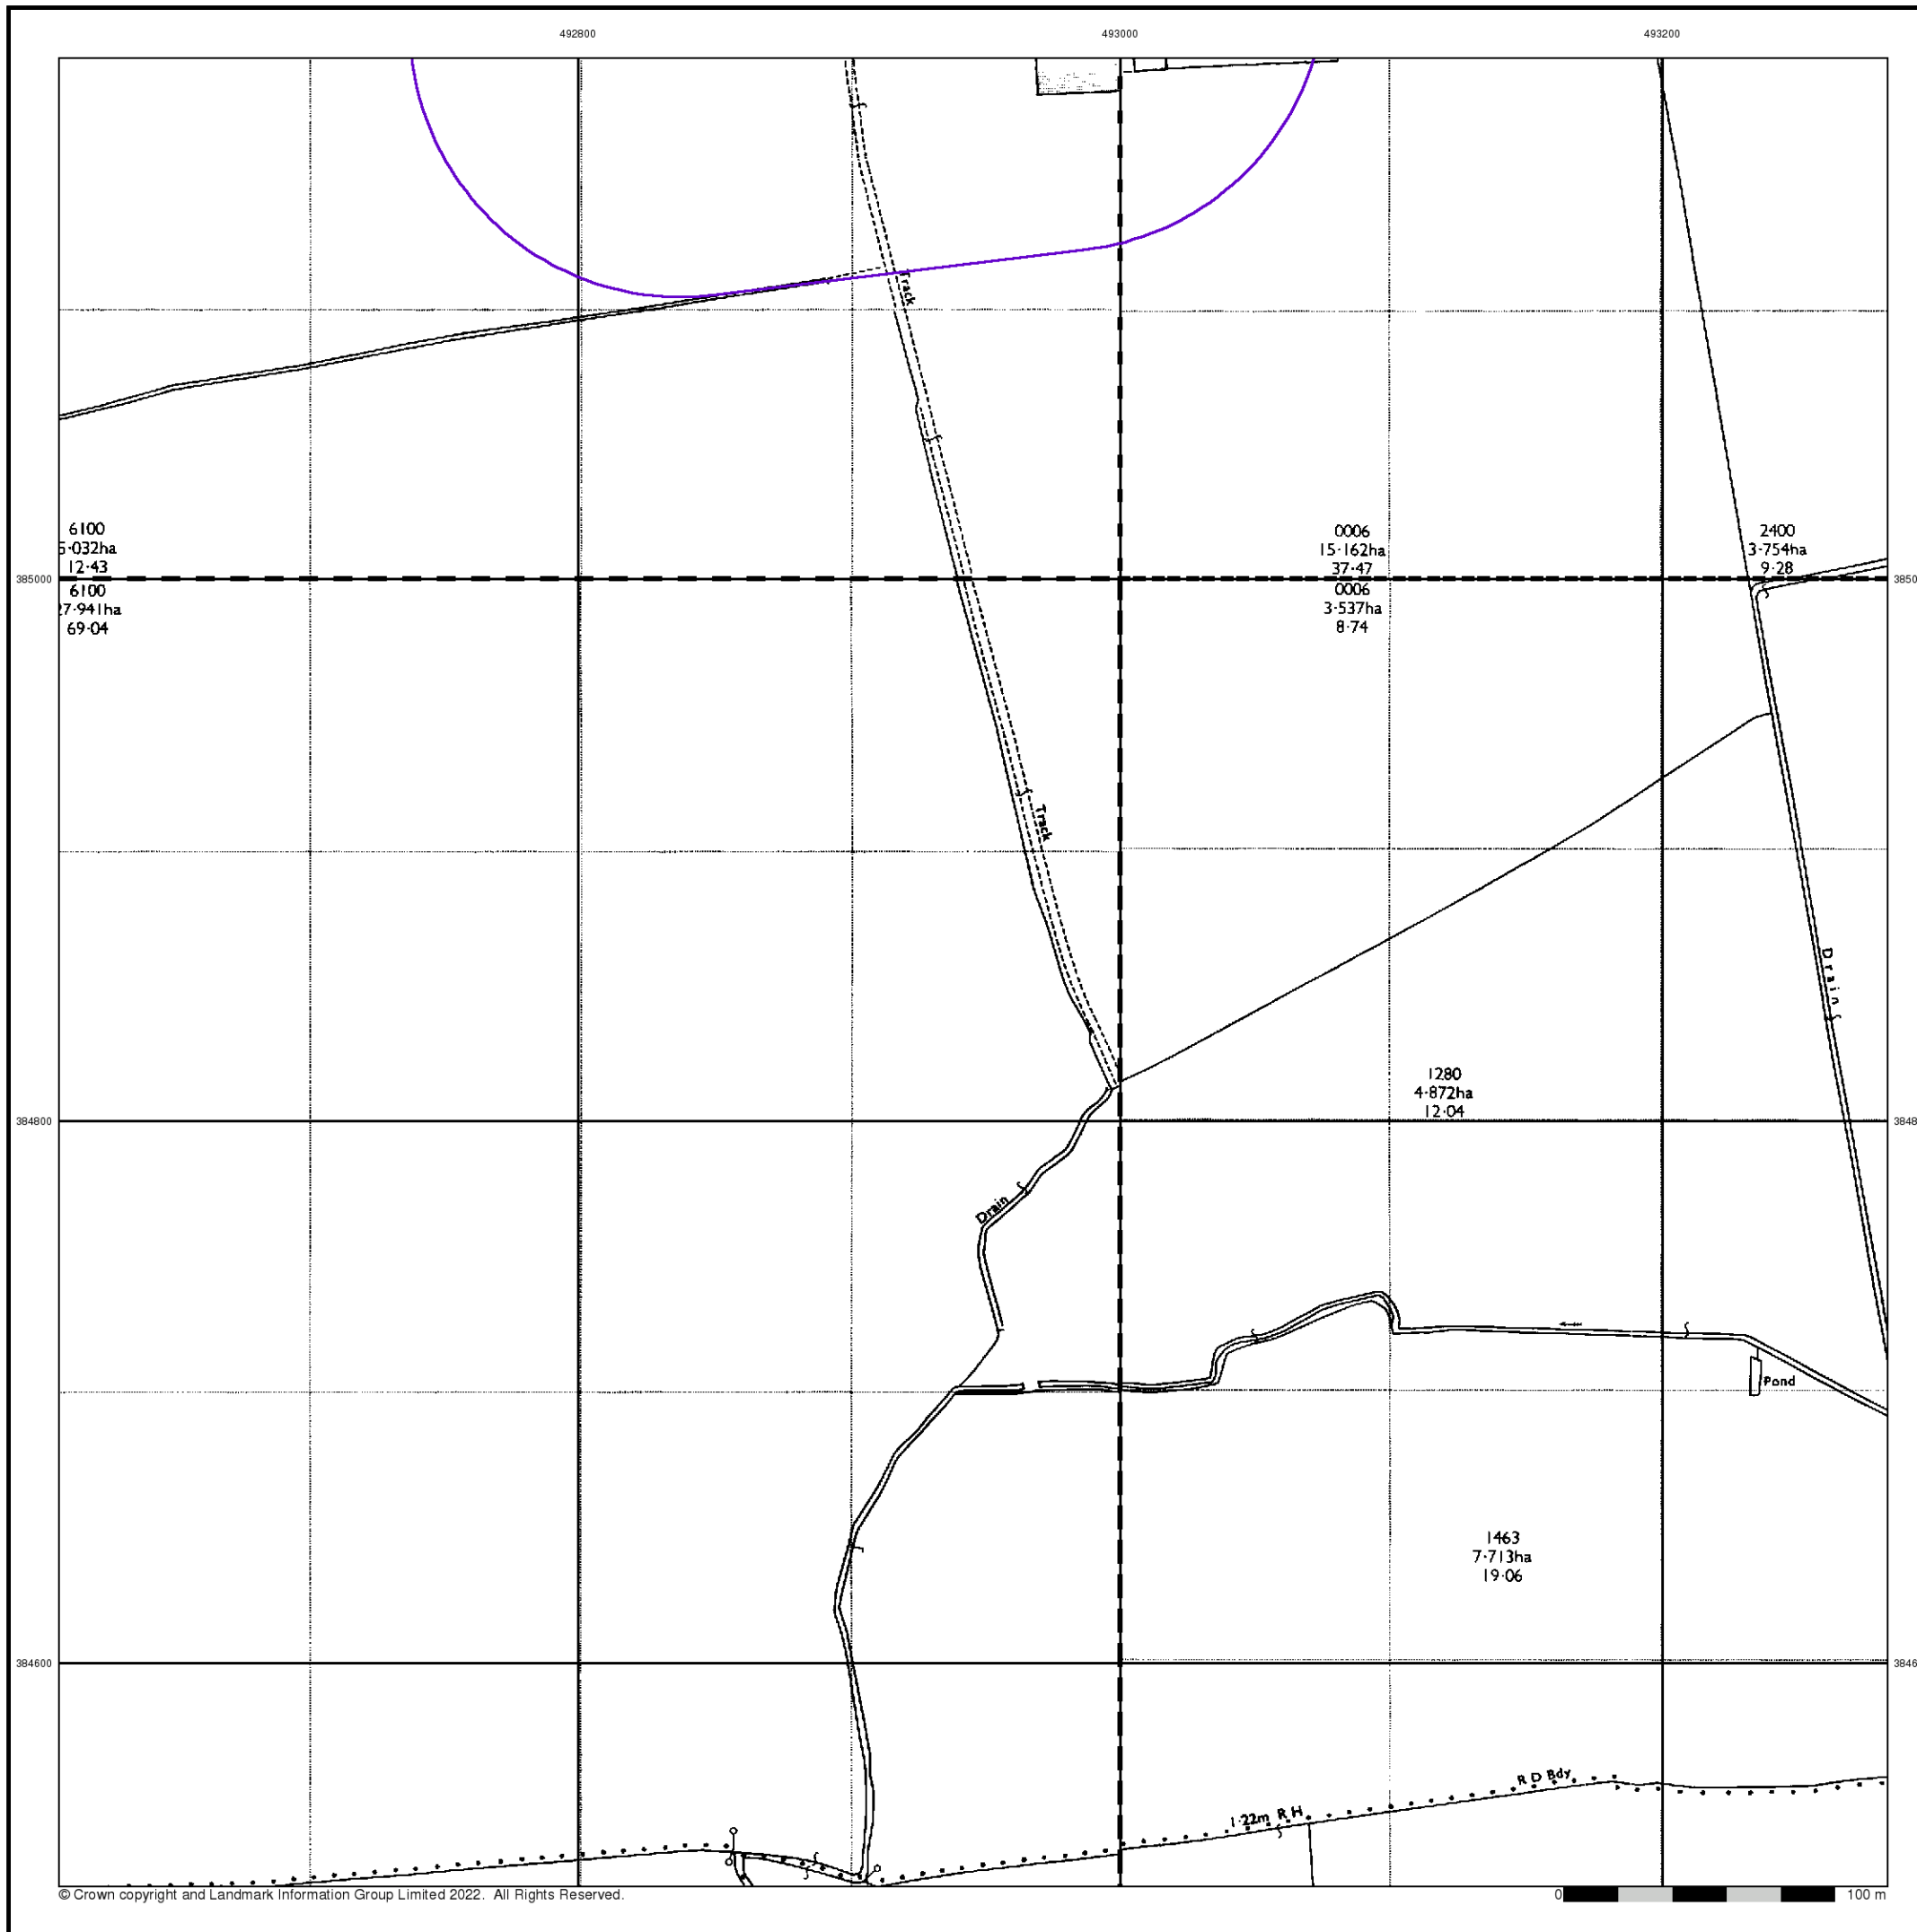 492800
493000
493200
Track
6100
5·032ha
12·43
0006
15·162ha
37·47
2400
3·754ha
9·28
385000
6100
27·941ha
69·04
0006
3·537ha
8·74
3850
Track
Drain
1280
4·872ha
12·04
384800
3848
Drain
Pond
1463
7·713ha
19·06
384600
3846
R D Bdy
1·22m R H
© Crown copyright and Landmark Information Group Limited 2022. All Rights Reserved.
0
100 m